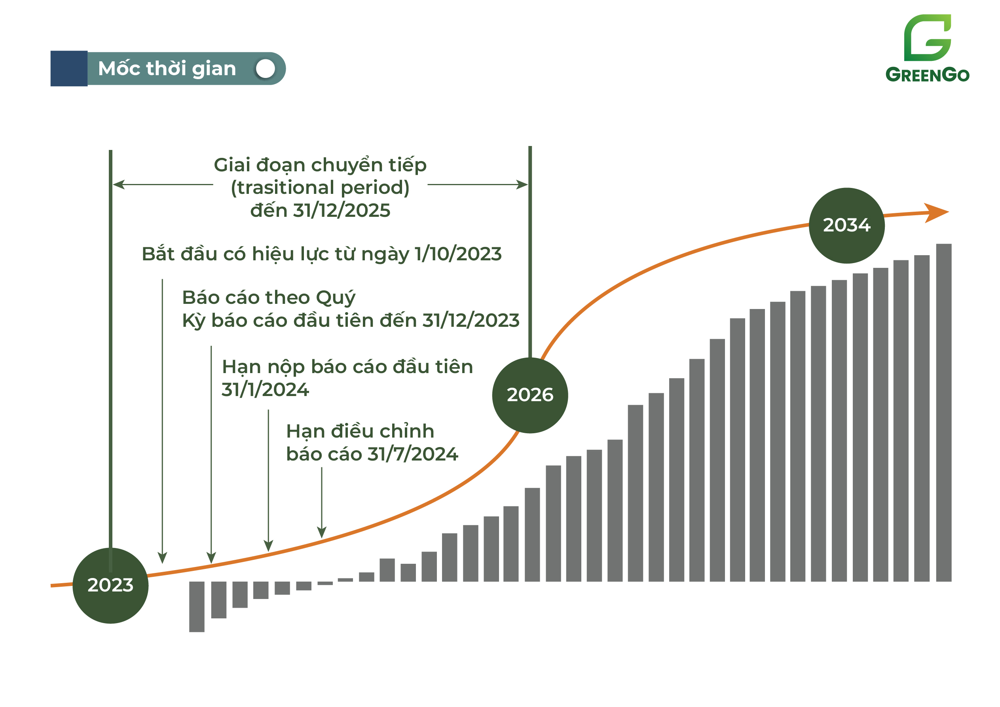 Mốc thời gian
GREENGO
Giai đoạn chuyển tiếp
(trasitional period)
đến 31/12/2025
Bắt đầu có hiệu lực từ ngày 1/10/2023
Báo cáo theo Quý
Kỳ báo cáo đầu tiên đến 31/12/2023
Hạn nộp báo cáo đầu tiên
31/1/2024
Hạn điều chỉnh
báo cáo 31/7/2024
2023
2026
2034